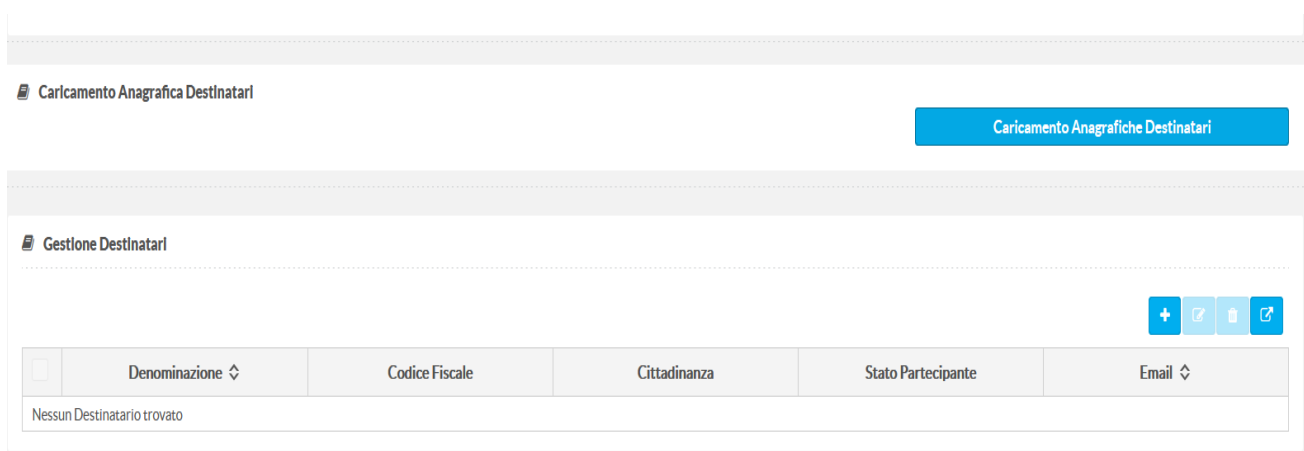 Caricamento Anagrafica Destinatari
Caricamento Anagrafiche Destinatari
Gestione Destinatari
Denominazione Codice Fiscale Cittadinanza Stato Partecipante Email
Nessun Destinatario trovato